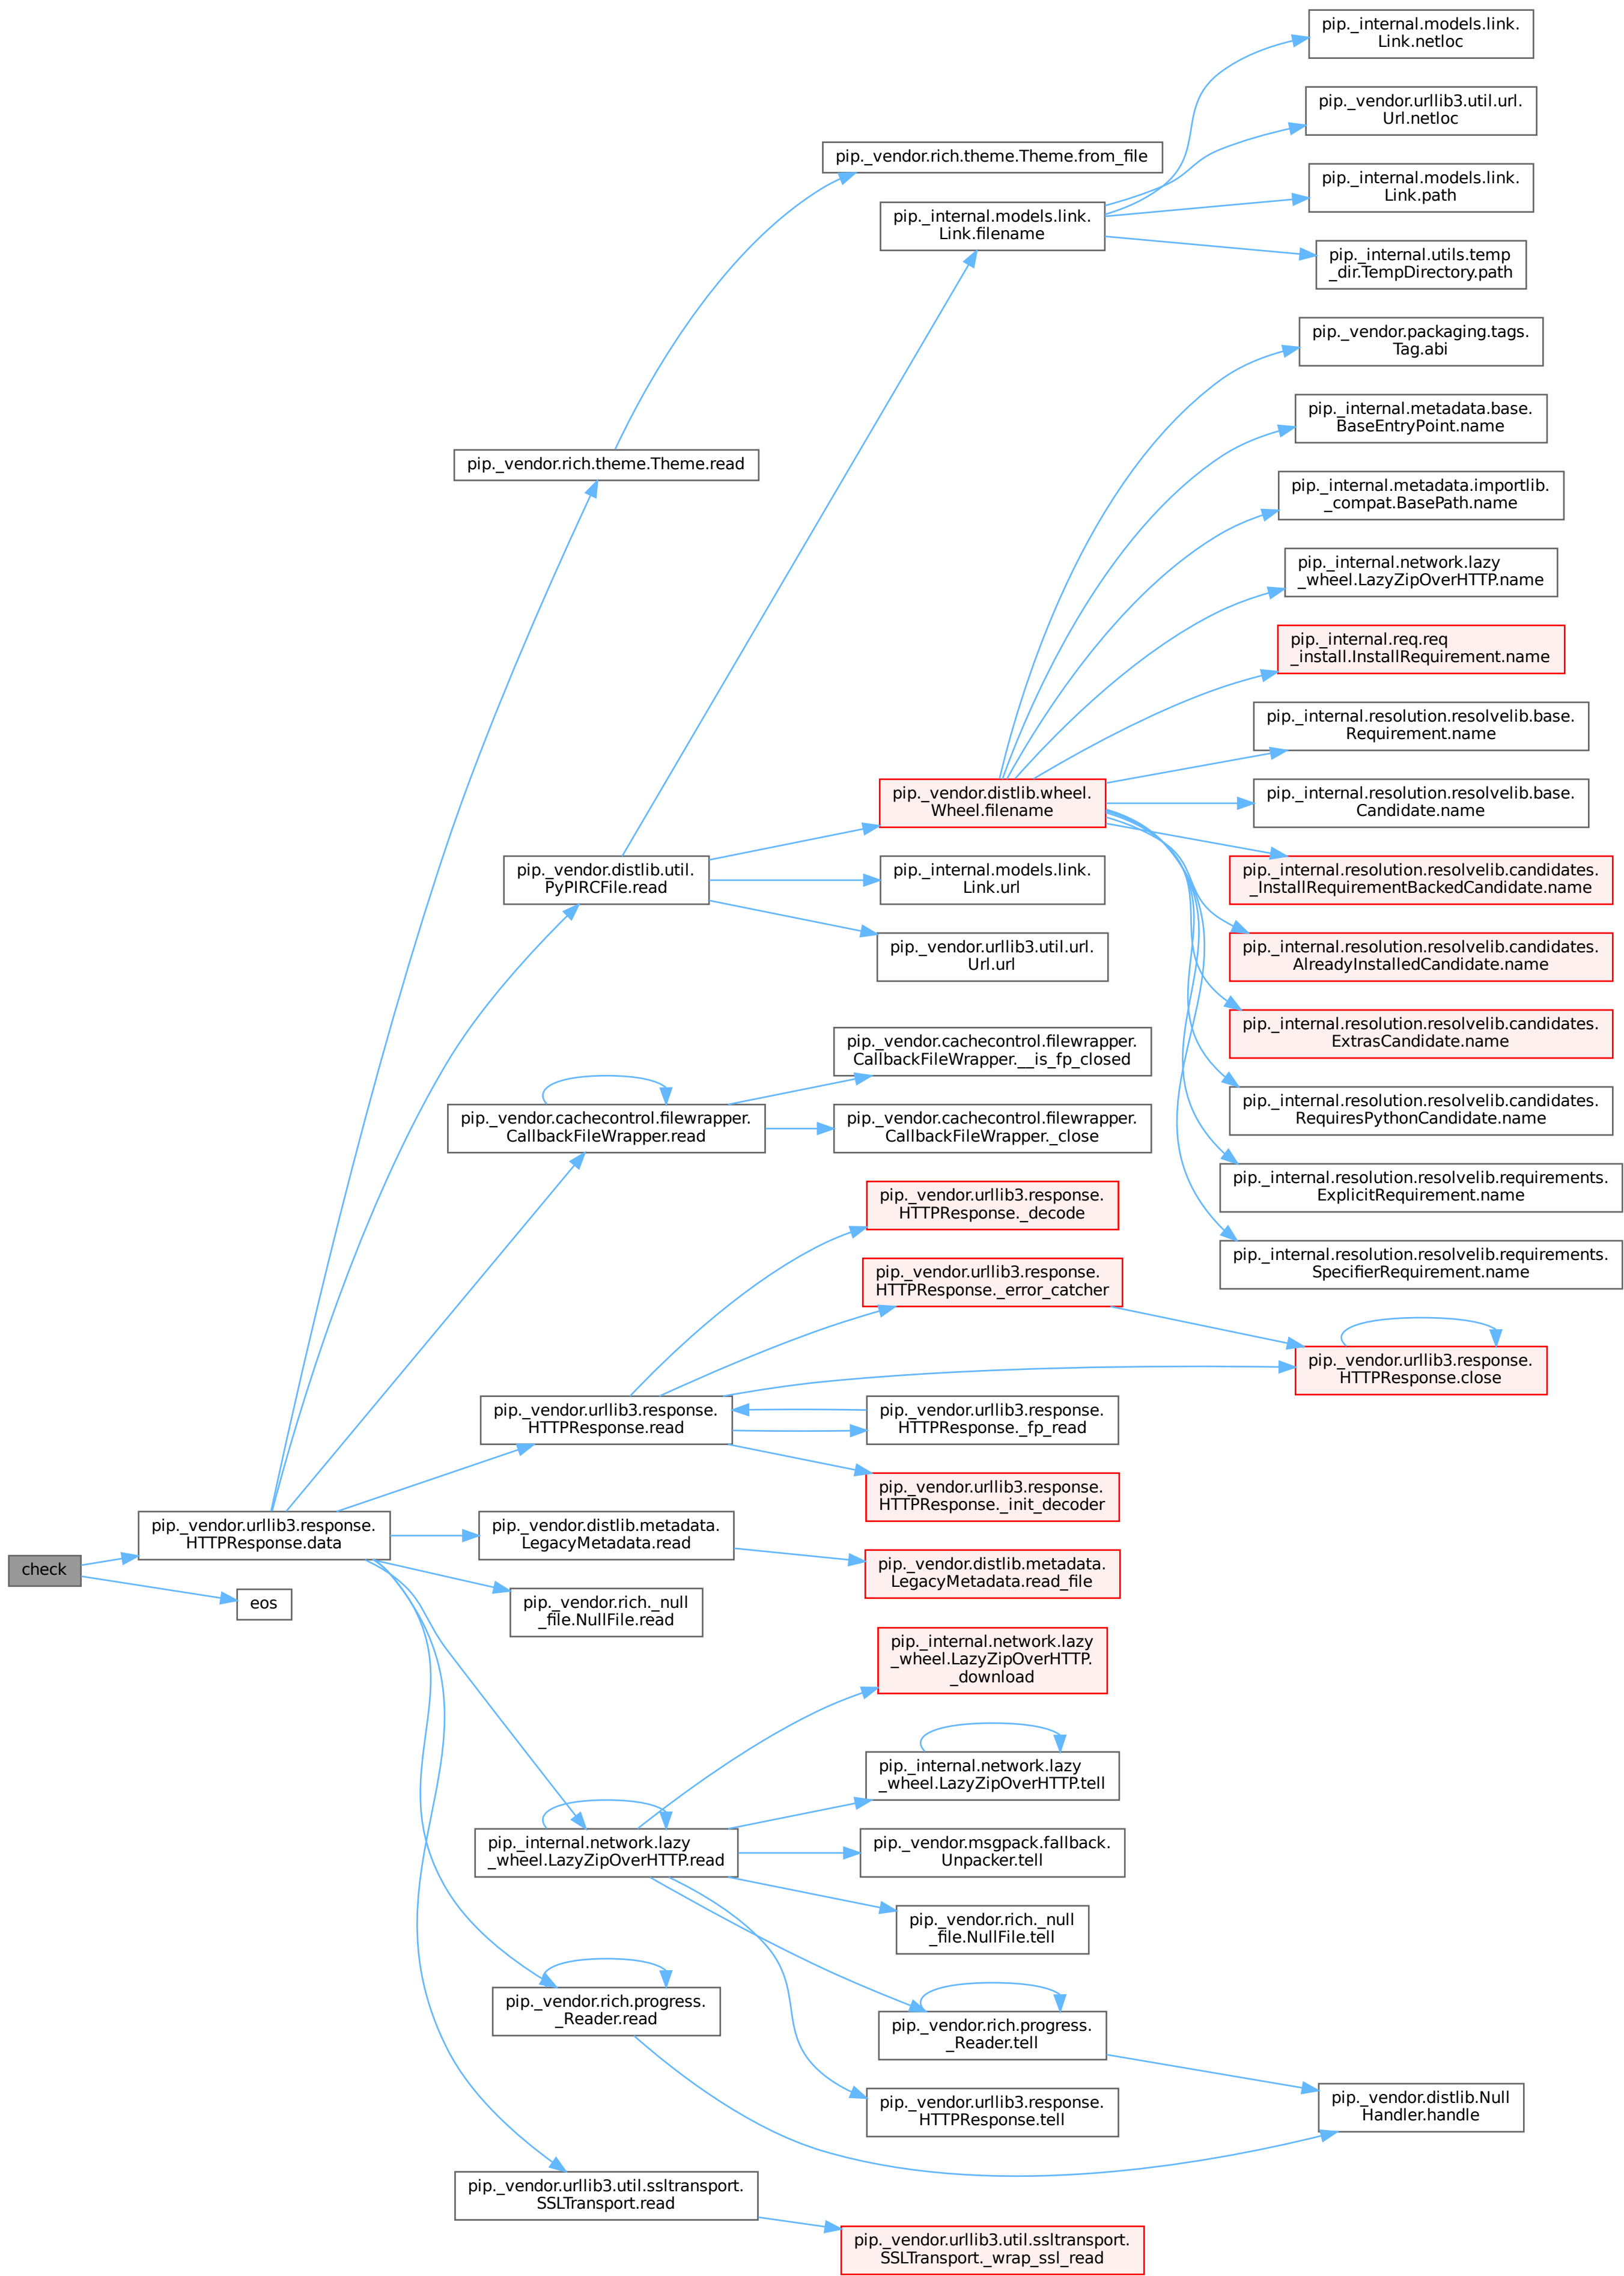 pip._internal.models.link.
Link.netloc
pip._vendor.urllib3.util.url.
Url.netloc
pip._vendor.rich.theme.Theme.from_file
pip._internal.models.link.
Link.path
pip._internal.models.link.
Link.filename
pip._internal.utils.temp
_dir.TempDirectory.path
pip._vendor.packaging.tags.
Tag.abi
pip._internal.metadata.base.
BaseEntryPoint.name
pip._vendor.rich.theme.Theme.read
pip._internal.metadata.importlib.
_compat.BasePath.name
pip._internal.network.lazy
_wheel.LazyZipOverHTTP.name
pip._internal.req.req
_install.InstallRequirement.name
pip._internal.resolution.resolvelib.base.
Requirement.name
pip._vendor.distlib.wheel.
Wheel.filename
pip._internal.resolution.resolvelib.base.
Candidate.name
pip._vendor.distlib.util.
PyPIRCFile.read
pip._internal.models.link.
Link.url
pip._internal.resolution.resolvelib.candidates.
_InstallRequirementBackedCandidate.name
pip._vendor.urllib3.util.url.
Url.url
pip._internal.resolution.resolvelib.candidates.
AlreadyInstalledCandidate.name
pip._internal.resolution.resolvelib.candidates.
ExtrasCandidate.name
pip._vendor.cachecontrol.filewrapper.
CallbackFileWrapper.__is_fp_closed
pip._vendor.cachecontrol.filewrapper.
CallbackFileWrapper.read
pip._vendor.cachecontrol.filewrapper.
CallbackFileWrapper._close
pip._internal.resolution.resolvelib.candidates.
RequiresPythonCandidate.name
pip._internal.resolution.resolvelib.requirements.
ExplicitRequirement.name
pip._vendor.urllib3.response.
HTTPResponse._decode
pip._internal.resolution.resolvelib.requirements.
SpecifierRequirement.name
pip._vendor.urllib3.response.
HTTPResponse._error_catcher
pip._vendor.urllib3.response.
HTTPResponse.close
pip._vendor.urllib3.response.
HTTPResponse.read
pip._vendor.urllib3.response.
HTTPResponse._fp_read
pip._vendor.urllib3.response.
HTTPResponse._init_decoder
pip._vendor.urllib3.response.
HTTPResponse.data
pip._vendor.distlib.metadata.
LegacyMetadata.read
check
pip._vendor.distlib.metadata.
LegacyMetadata.read_file
eos
pip._vendor.rich._null
_file.NullFile.read
pip._internal.network.lazy
_wheel.LazyZipOverHTTP.
_download
pip._internal.network.lazy
_wheel.LazyZipOverHTTP.tell
pip._internal.network.lazy
_wheel.LazyZipOverHTTP.read
pip._vendor.msgpack.fallback.
Unpacker.tell
pip._vendor.rich._null
_file.NullFile.tell
pip._vendor.rich.progress.
_Reader.read
pip._vendor.rich.progress.
_Reader.tell
pip._vendor.urllib3.response.
HTTPResponse.tell
pip._vendor.distlib.Null
Handler.handle
pip._vendor.urllib3.util.ssltransport.
SSLTransport.read
pip._vendor.urllib3.util.ssltransport.
SSLTransport._wrap_ssl_read